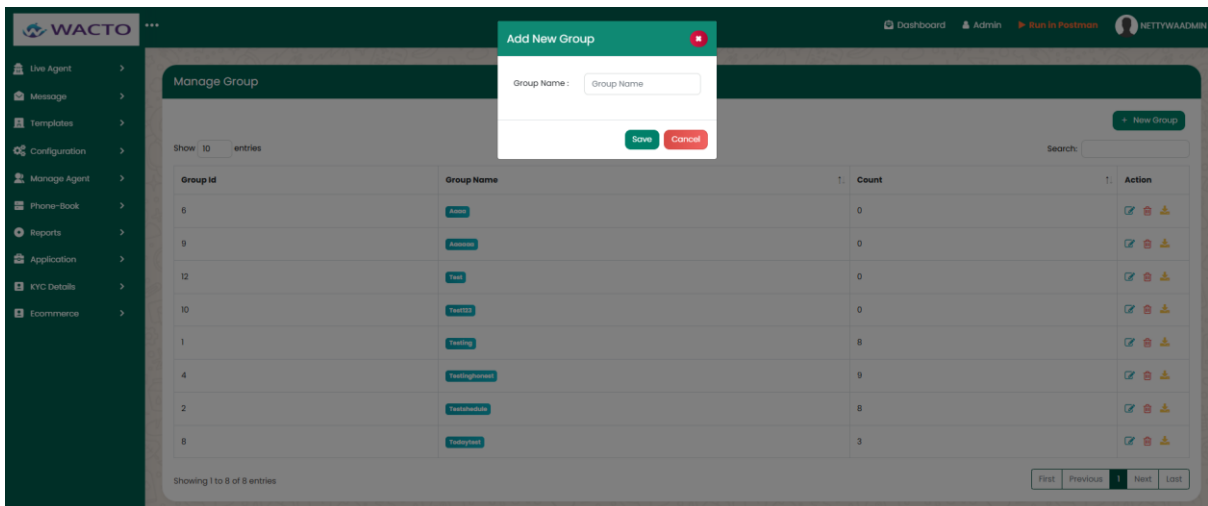 WACTO
Dashboard Admin Run in Postman NETTYWAADMIN
Add New Group
Group Name : Group Name
Save Cancel
Live Agent
Message
Templates
Configuration
Manage Agent
Phone-Book
Reports
Application
KYC Details
Ecommerce
Manage Group
+ New Group
Show 10 entries Search:
Group Id Group Name Count Action
6 0
9 0
12 Test 0
10 0
1 Testing 8
4 Testinghonest 9
2 Testshedule 8
8 Todaytest 3
Showing 1 to 8 of 8 entries First Previous 1 Next Last